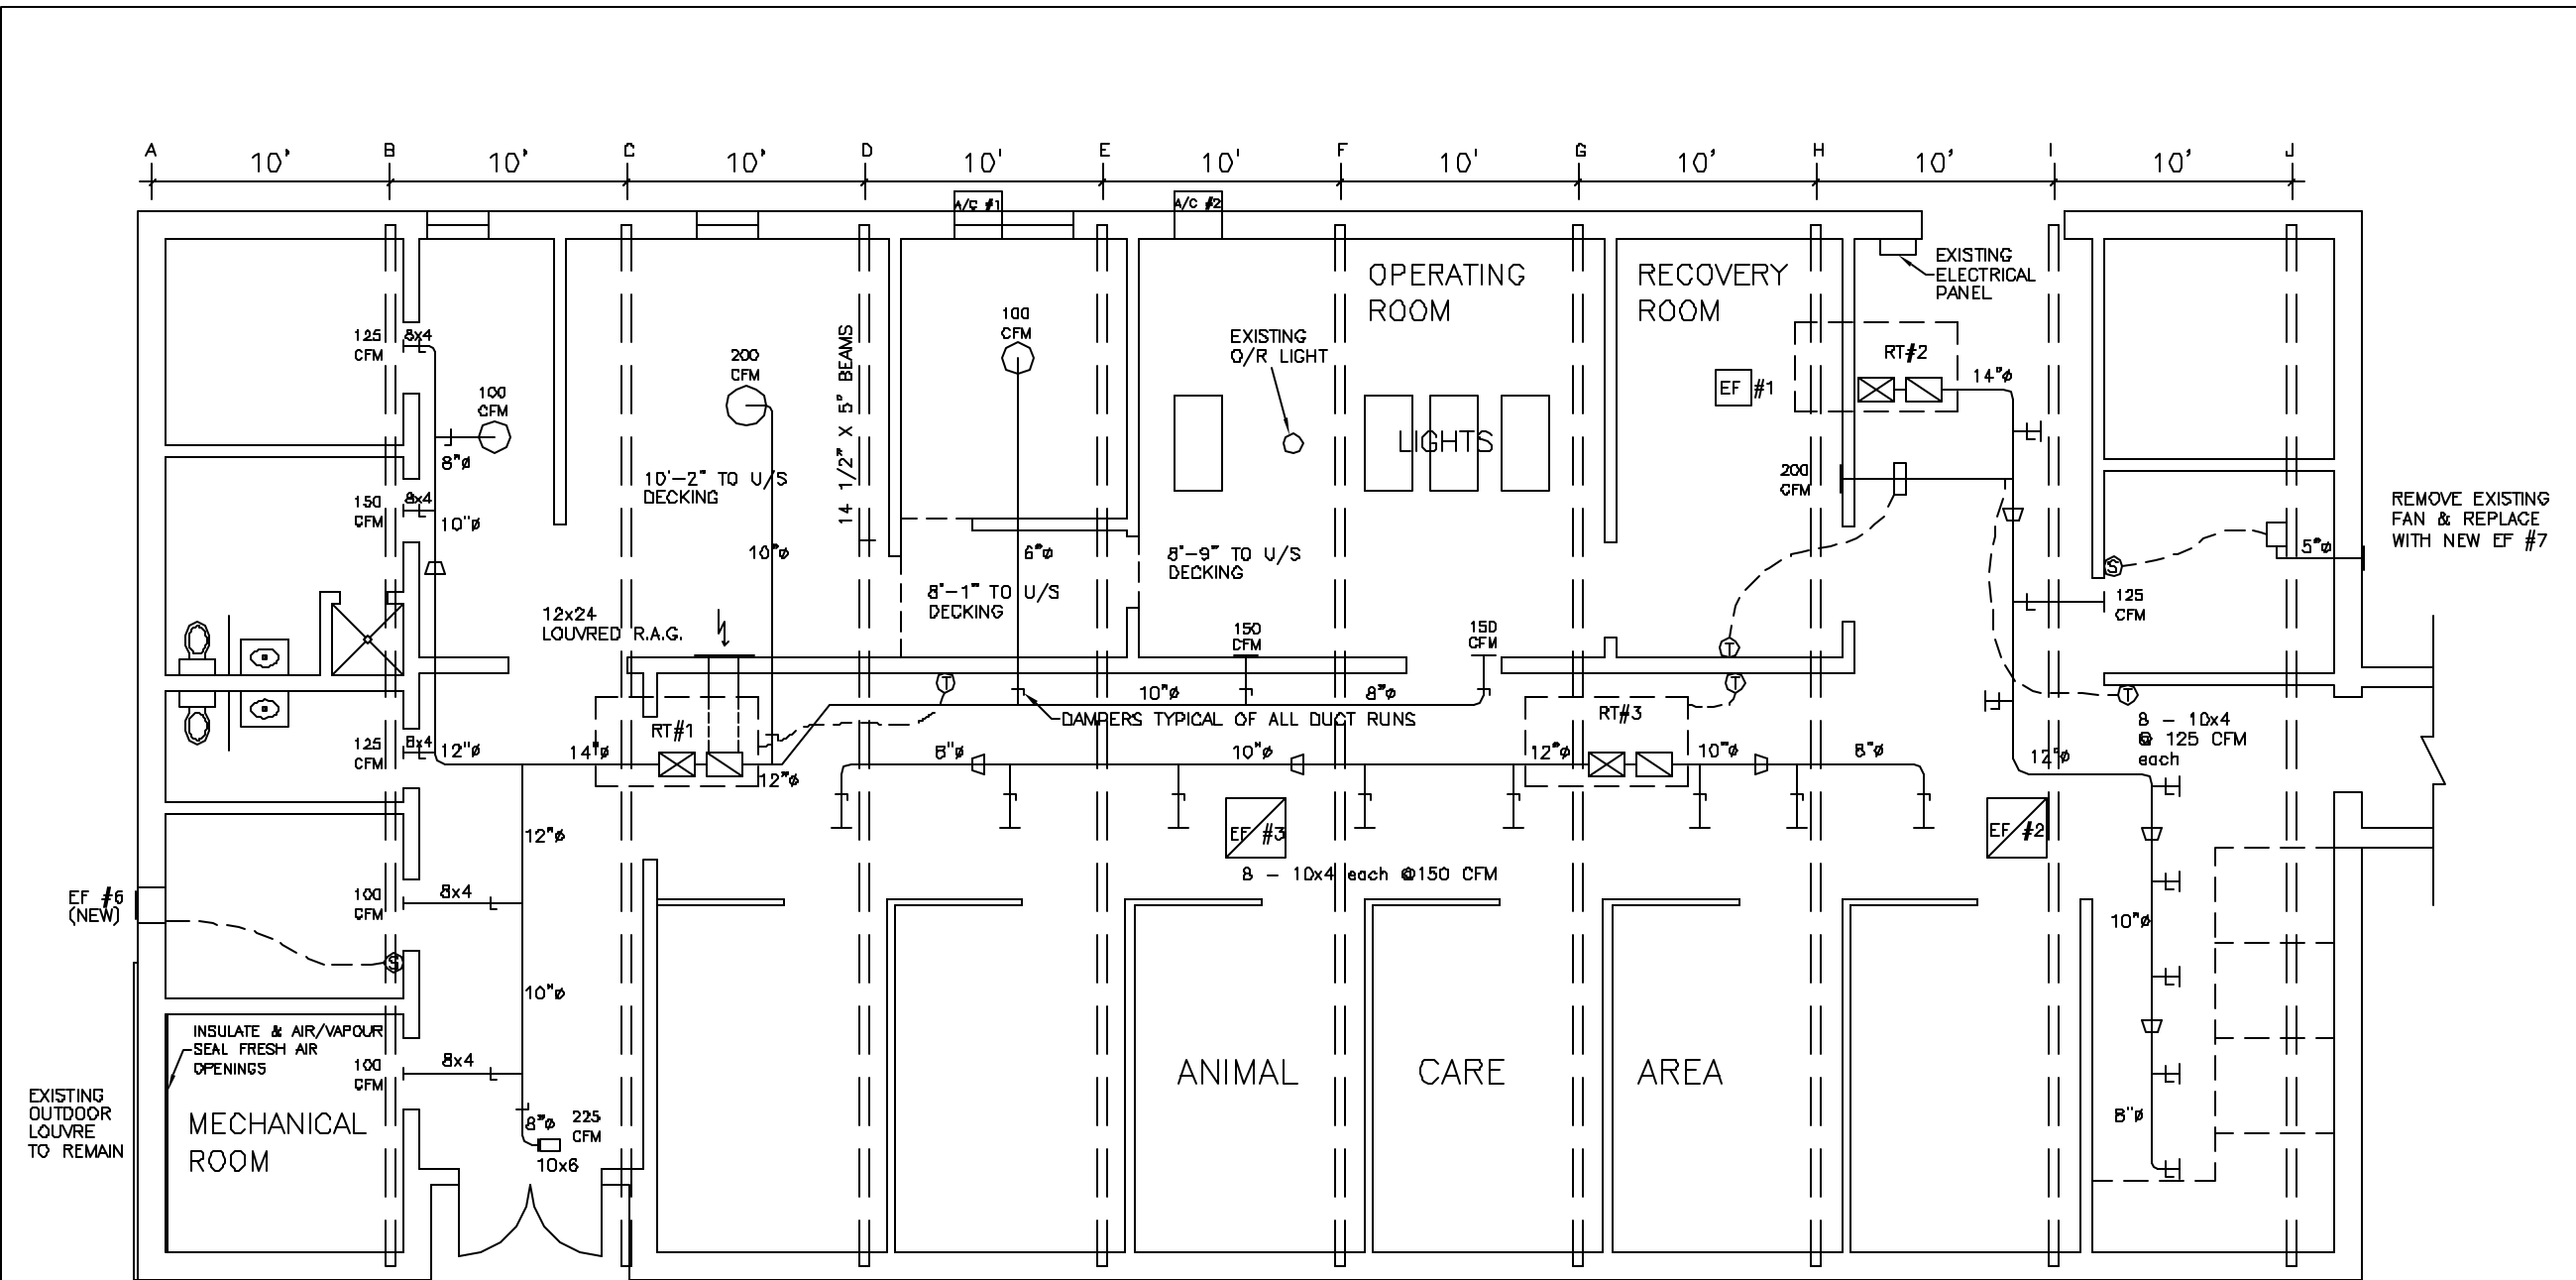 A
10'
B
10'
C
10'
D
10'
E
10'
F
10'
G
10'
H
10'
I
10'
J
A/C #1
A/C #2
EXISTING
ELECTRICAL
PANEL
OPERATING
ROOM
RECOVERY
ROOM
EXISTING
O/R LIGHT
LIGHTS
EF #1
RT#2
14"ø
125
CFM
8x4
100
CFM
8"ø
150
CFM
8x4
10"ø
200
CFM
10'-2" TO U/S
DECKING
10"ø
14 1/2" X 5" BEAMS
100
CFM
6"ø
8'-1" TO U/S
DECKING
8'-9" TO U/S
DECKING
200
CFM
REMOVE EXISTING
FAN & REPLACE
WITH NEW EF #7
5"ø
S
125
CFM
12x24
LOUVRED R.A.G.
150
CFM
150
CFM
T
T
T
T
10"ø
8"ø
DAMPERS TYPICAL OF ALL DUCT RUNS
RT#1
RT#3
8 - 10x4
@ 125 CFM
each
125
CFM
8x4
12"ø
14"ø
12"ø
8"ø
10"ø
12"ø
10"ø
8"ø
12"ø
12"ø
EF #3
EF #2
8 - 10x4 each @150 CFM
EF #6
(NEW)
100
CFM
8x4
10"ø
S
10"ø
INSULATE & AIR/VAPOUR
SEAL FRESH AIR
OPENINGS
100
CFM
8x4
EXISTING
OUTDOOR
LOUVRE
TO REMAIN
MECHANICAL
ROOM
8"ø
225
CFM
10x6
ANIMAL CARE AREA
8"ø